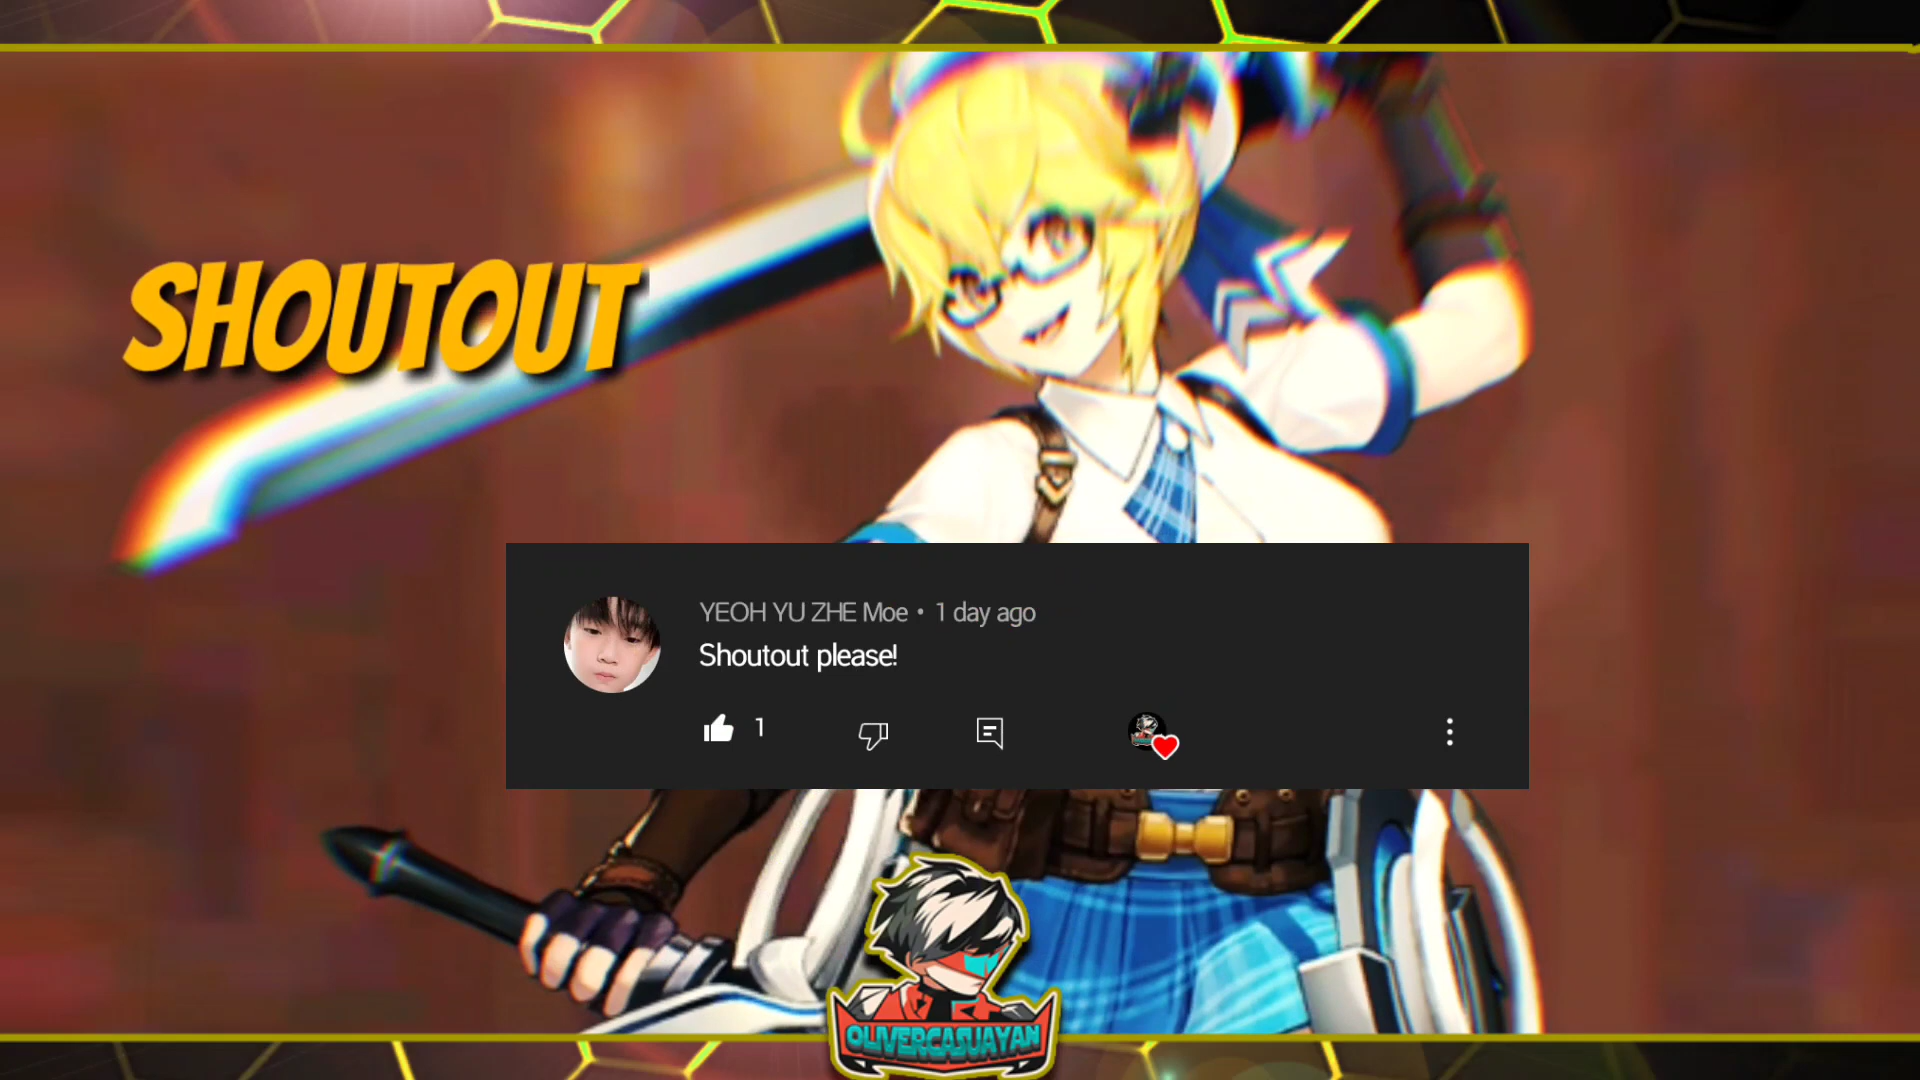 SHOUTOUT
YEOH YU ZHE Moe • 1 day ago
Shoutout please!
1
OLIVERCASUAYAN